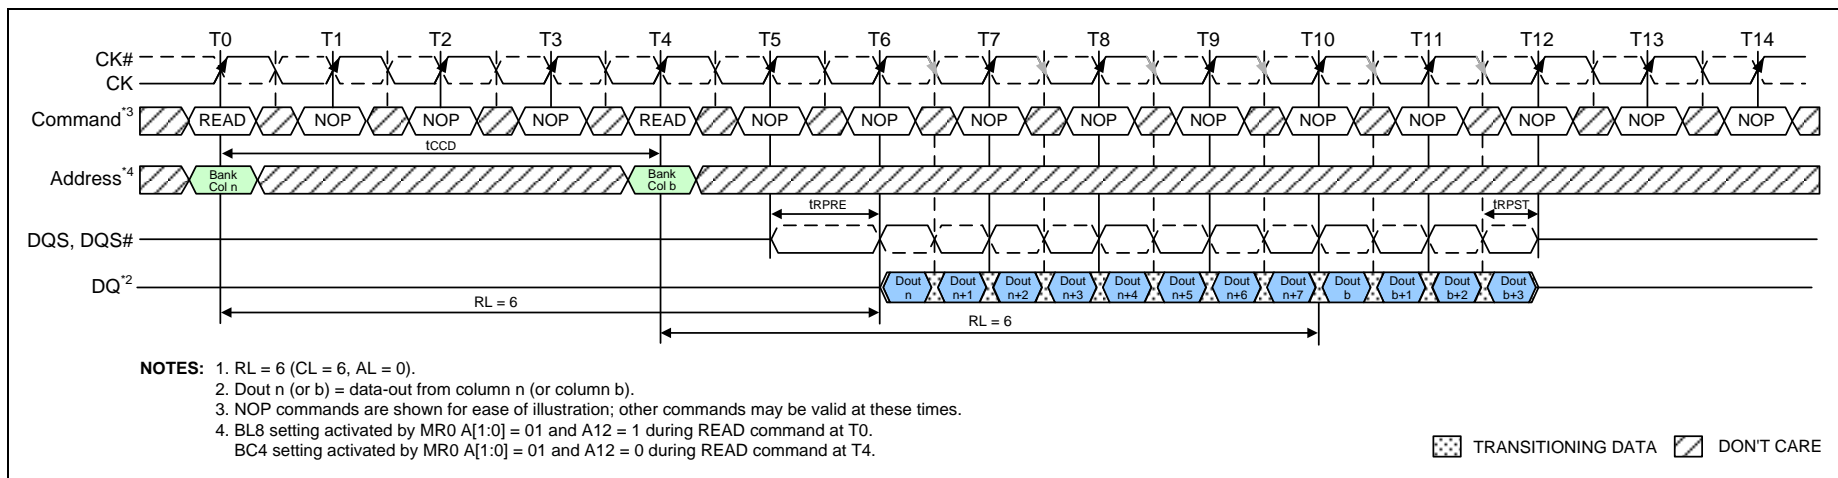 T0 T1 T2 T3 T4 T5 T6 T7 T8 T9 T10 T11 T12 T13 T14
CK#
CK
Command*3 READ NOP NOP NOP READ NOP NOP NOP NOP NOP NOP NOP NOP NOP NOP
tCCD
Address*4 Bank Col n Bank Col b
tRPRE tRPST
DQS, DQS#
DQ*2 Dout n Dout n+1 Dout n+2 Dout n+3 Dout n+4 Dout n+5 Dout n+6 Dout n+7 Dout b Dout b+1 Dout b+2 Dout b+3
RL = 6
RL = 6
NOTES: 1. RL = 6 (CL = 6, AL = 0).
2. Dout n (or b) = data-out from column n (or column b).
3. NOP commands are shown for ease of illustration; other commands may be valid at these times.
4. BL8 setting activated by MR0 A[1:0] = 01 and A12 = 1 during READ command at T0.
BC4 setting activated by MR0 A[1:0] = 01 and A12 = 0 during READ command at T4.
TRANSITIONING DATA DON'T CARE